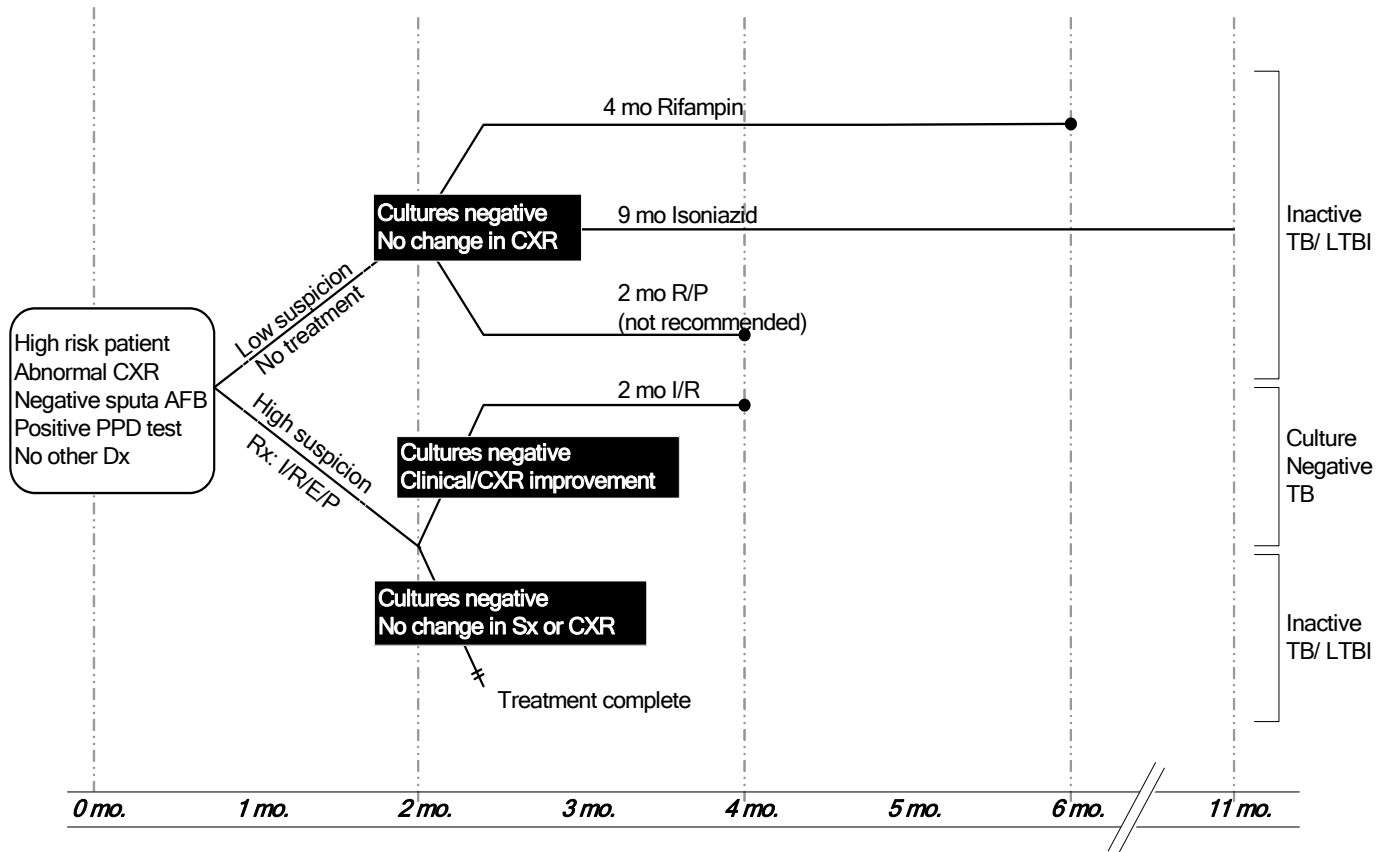 4 mo Rifampin
Cultures negative
No change in CXR
9 mo Isoniazid
Inactive
TB/ LTBI
Low suspicion
No treatment
2 mo R/P
(not recommended)
High risk patient
Abnormal CXR
Negative sputa AFB
Positive PPD test
No other Dx
High suspicion
Rx: I/R/E/P
2 mo I/R
Cultures negative
Clinical/CXR improvement
Culture
Negative
TB
Cultures negative
No change in Sx or CXR
Inactive
TB/ LTBI
Treatment complete
0 mo. 1 mo. 2 mo. 3 mo. 4 mo. 5 mo. 6 mo. 11 mo.